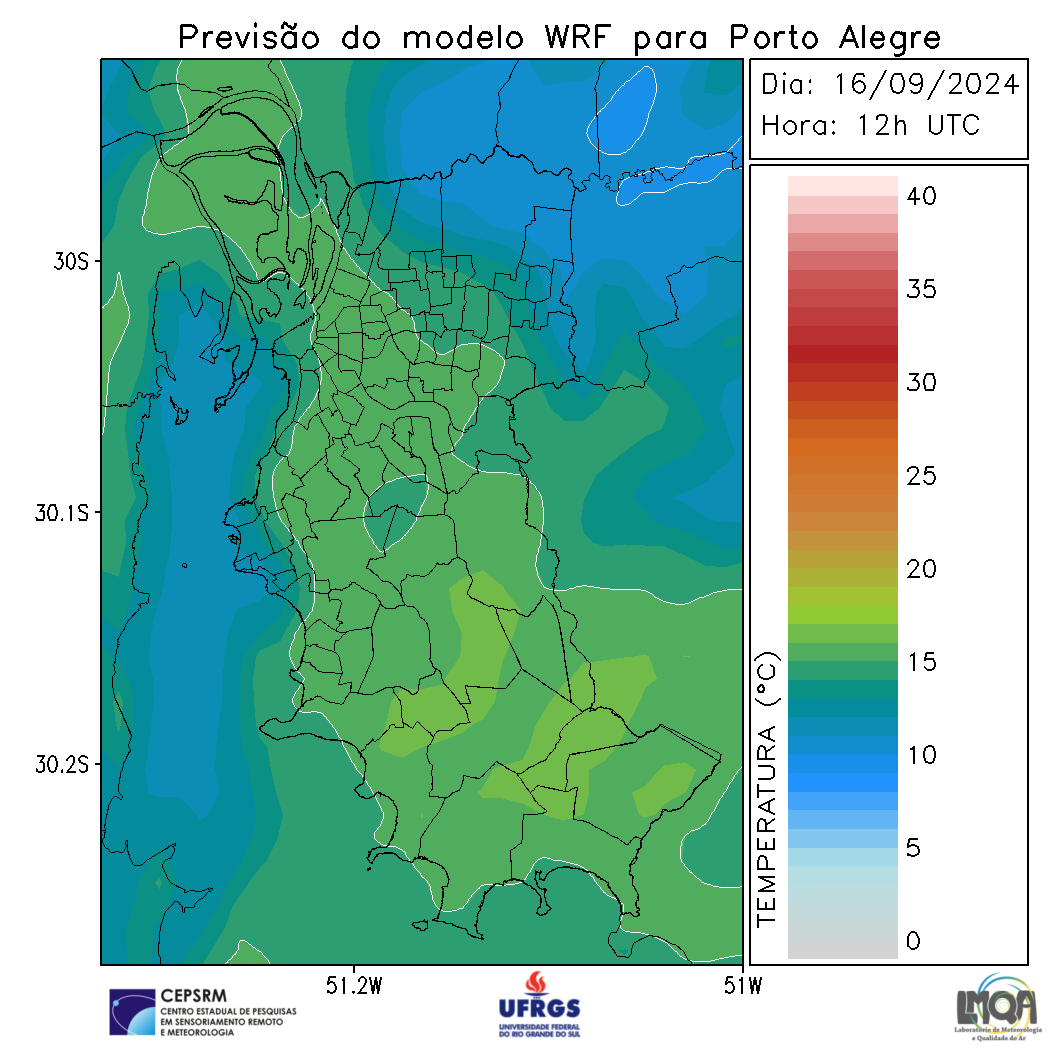 Previsão do modelo WRF para Porto Alegre
Dia: 16/09/2024
Hora: 12h UTC
30S
30.1S
30.2S
51.2W
51W
TEMPERATURA (°C)
40
35
30
25
20
15
10
5
0
CEPSRM
CENTRO ESTADUAL DE PESQUISAS
EM SENSORIAMENTO REMOTO
E METEOROLOGIA
UFRGS
UNIVERSIDADE FEDERAL
DO RIO GRANDE DO SUL
LMQA
Laboratório de Meteorologia
e Qualidade do Ar